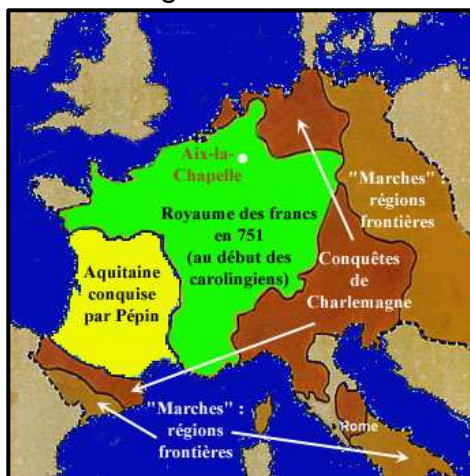 Aix-la-
Chapelle
"Marches" :
régions
frontières
Royaume des francs
en 751
(au début des
carolingiens)
Aquitaine
conquise
par Pépin
Conquêtes
de
Charlemagne
"Marches" :
régions
frontières
Rome